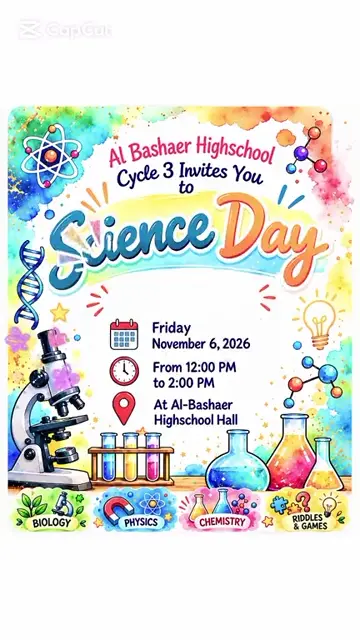 CapCut
Al Bashaer Highschool
Cycle 3 Invites You
to
Science Day
Friday
November 6, 2026
From 12:00 PM
to 2:00 PM
At Al-Bashaer
Highschool Hall
BIOLOGY
PHYSICS
CHEMISTRY
RIDDLES
& GAMES